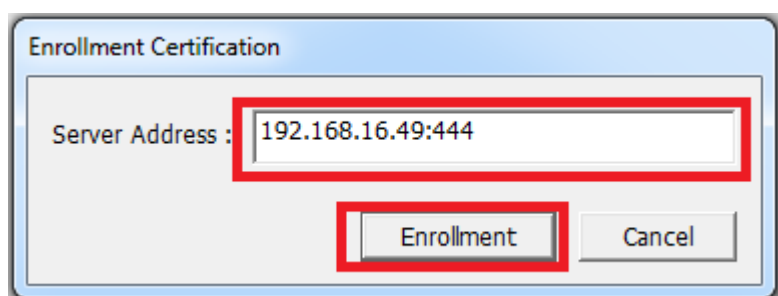 Enrollment Certification
Server Address : 192.168.16.49:444
Enrollment Cancel